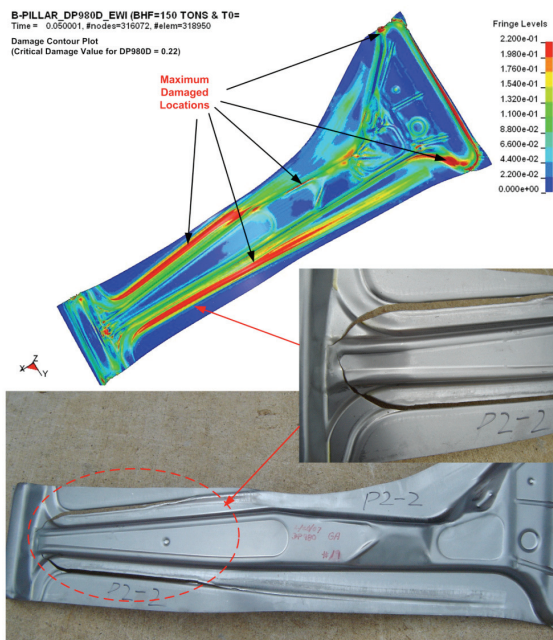 B-PILLAR_DP980D_EWI (BHF=150 TONS & T0=
Time = 0.050001, #nodes=316072, #elem=318950
Damage Contour Plot
(Critical Damage Value for DP980D = 0.22)
Fringe Levels
2.200e-01
1.980e-01
1.760e-01
1.540e-01
1.320e-01
1.100e-01
8.800e-02
6.600e-02
4.400e-02
2.200e-02
0.000e+00
Maximum
Damaged
Locations
Z
X
Y
P2-2
P2-2
P2-2